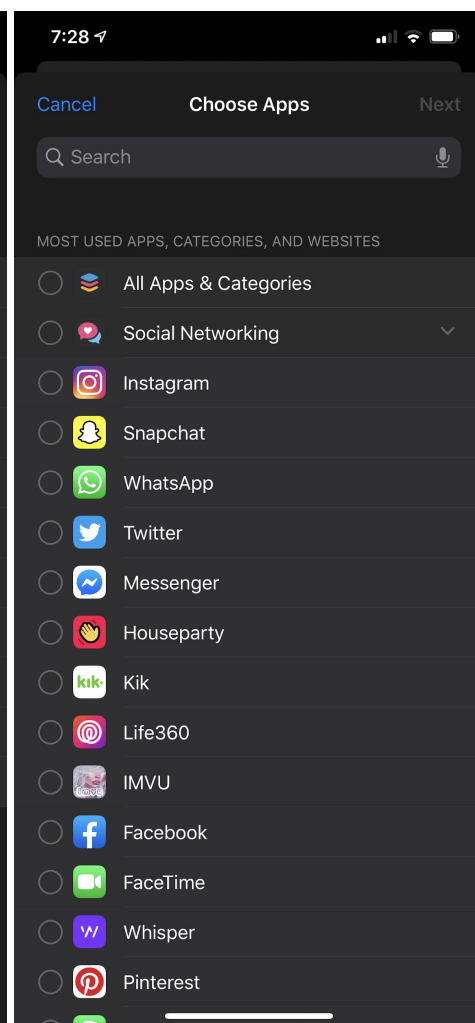 7:28
Cancel Choose Apps Next
Search
MOST USED APPS, CATEGORIES, AND WEBSITES
All Apps & Categories
Social Networking
Instagram
Snapchat
WhatsApp
Twitter
Messenger
Houseparty
kik Kik
Life360
IMVU
Facebook
FaceTime
Whisper
Pinterest